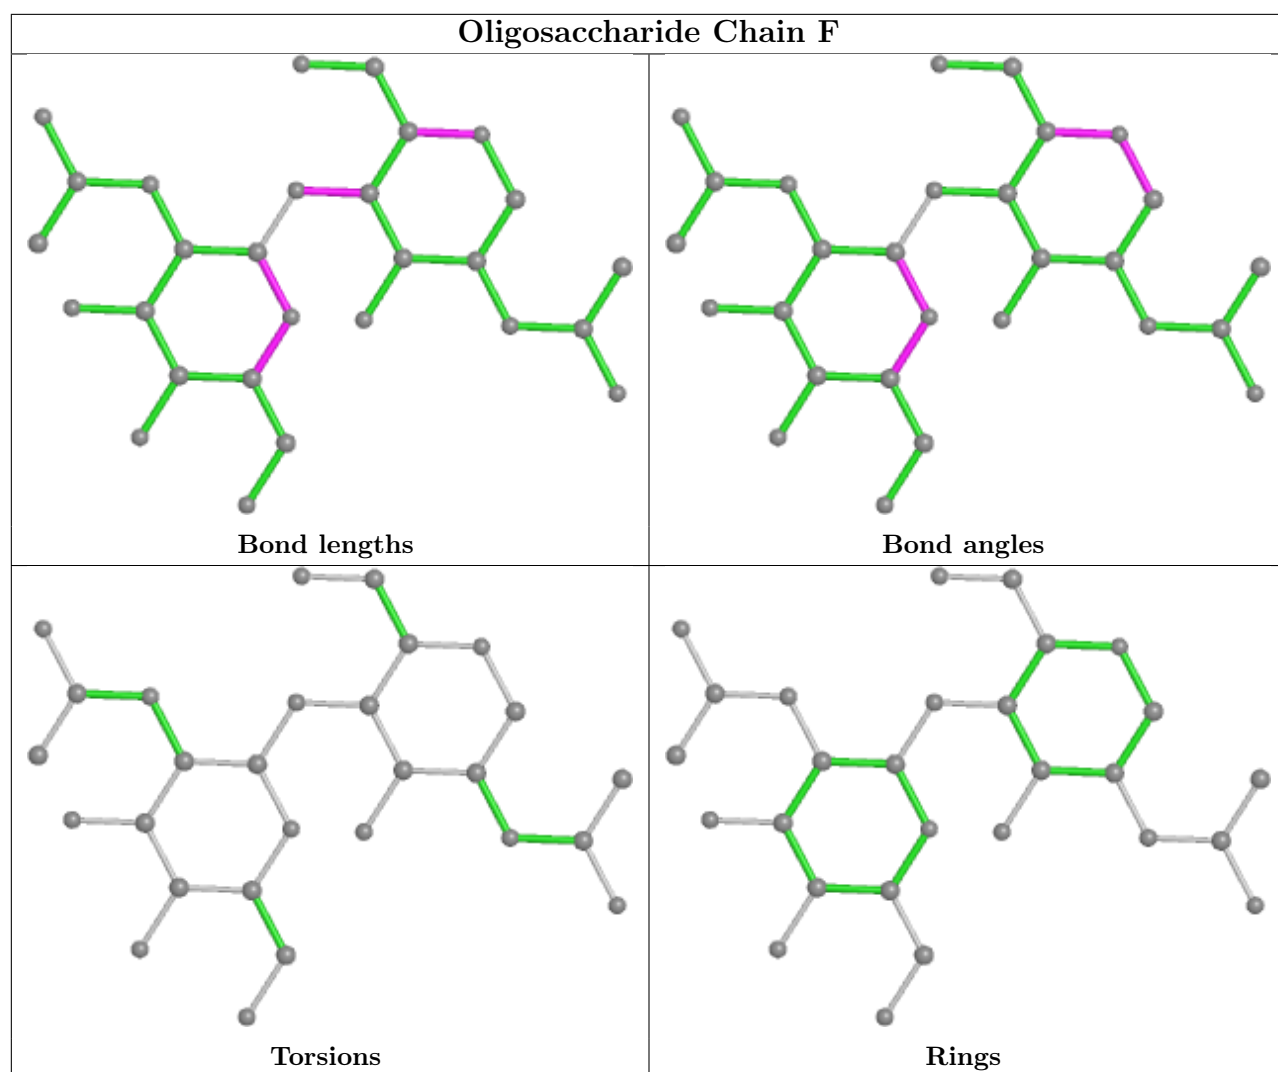 Oligosaccharide Chain F
Bond lengths
Bond angles
Torsions
Rings